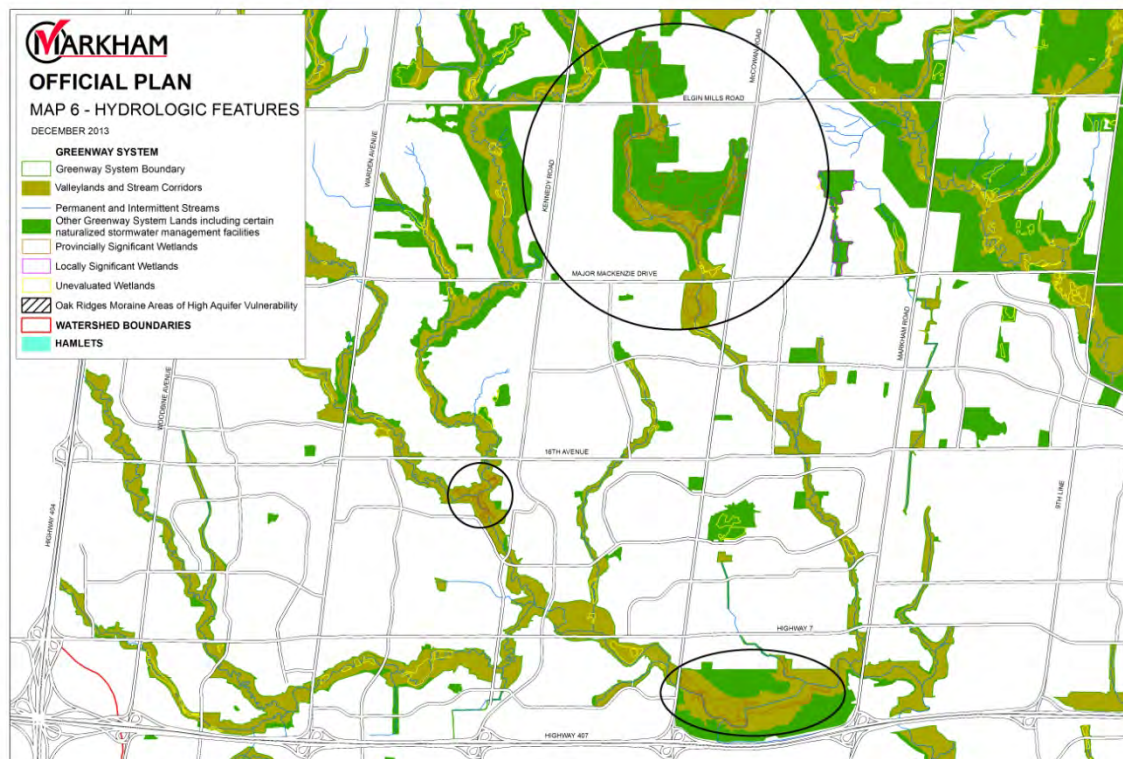 MARKHAM
OFFICIAL PLAN
MAP 6 - HYDROLOGIC FEATURES
DECEMBER 2013
GREENWAY SYSTEM
Greenway System Boundary
Valleylands and Stream Corridors
Permanent and Intermittent Streams
Other Greenway System Lands including certain
naturalized stormwater management facilities
Provincially Significant Wetlands
Locally Significant Wetlands
Unevaluated Wetlands
Oak Ridges Moraine Areas of High Aquifer Vulnerability
WATERSHED BOUNDARIES
HAMLETS
McCOWAN ROAD
ELGIN MILLS ROAD
WARDEN AVENUE
KENNEDY ROAD
MAJOR MACKENZIE DRIVE
MARKHAM ROAD
WOODBINE AVENUE
16TH AVENUE
9TH LINE
HIGHWAY 404
HIGHWAY 7
HIGHWAY 407